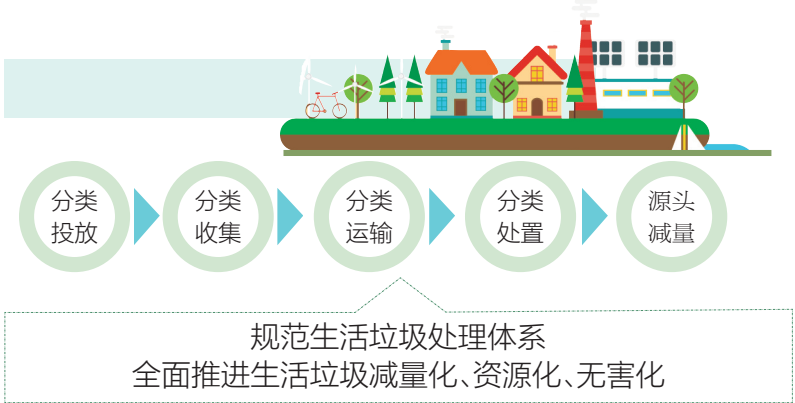 分类
投放
分类
收集
分类
运输
分类
处置
源头
减量
规范生活垃圾处理体系
全面推进生活垃圾减量化、资源化、无害化